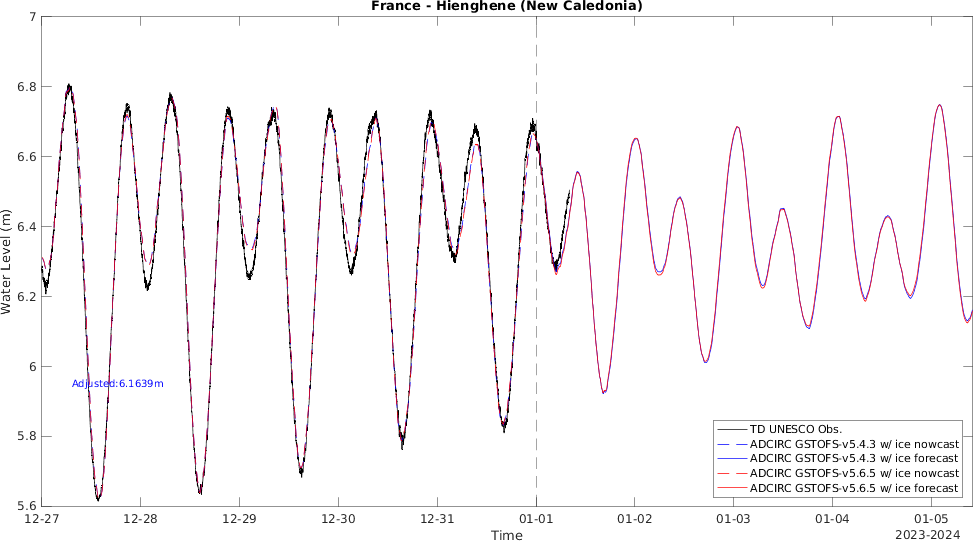 France - Hienghene (New Caledonia)
7
6.8
6.6
6.4
6.2
6
5.8
5.6
Water Level (m)
Adjusted:6.1639m
TD UNESCO Obs.
ADCIRC GSTOFS-v5.4.3 w/ ice nowcast
ADCIRC GSTOFS-v5.4.3 w/ ice forecast
ADCIRC GSTOFS-v5.6.5 w/ ice nowcast
ADCIRC GSTOFS-v5.6.5 w/ ice forecast
12-27 12-28 12-29 12-30 12-31 01-01 01-02 01-03 01-04 01-05
Time
2023-2024